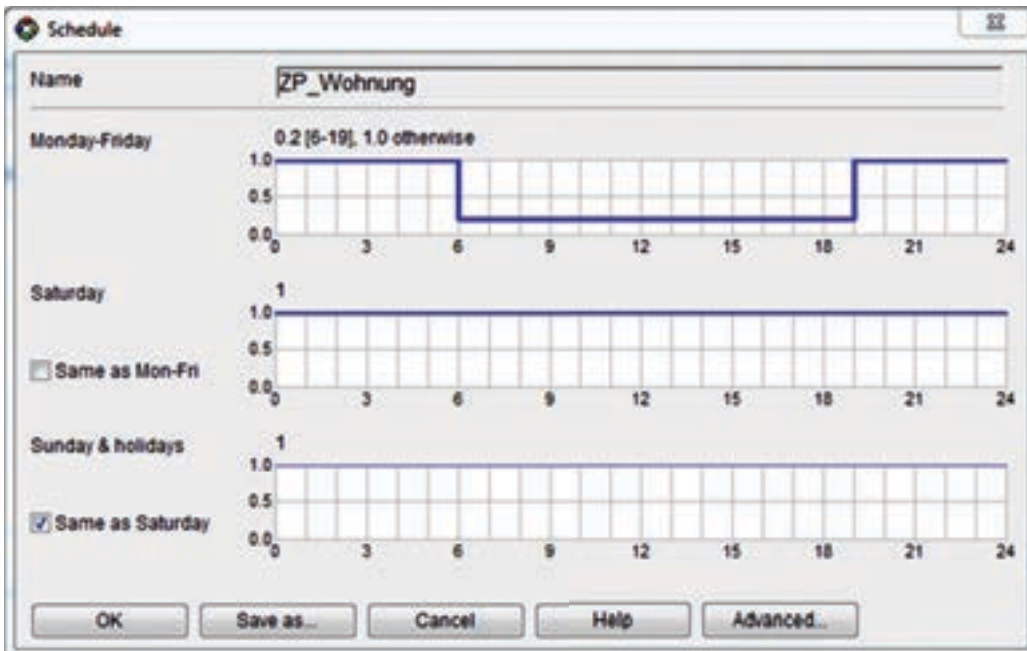 Schedule
Name
ZP_Wohnung
Monday-Friday
0.2 [6-19], 1.0 otherwise
1.0
0.5
0.0
0 3 6 9 12 15 18 21 24
Saturday
1
1.0
0.5
Same as Mon-Fri
0.0
0 3 6 9 12 15 18 21 24
Sunday & holidays
1
1.0
0.5
Same as Saturday
0.0
0 3 6 9 12 15 18 21 24
OK Save as... Cancel Help Advanced...